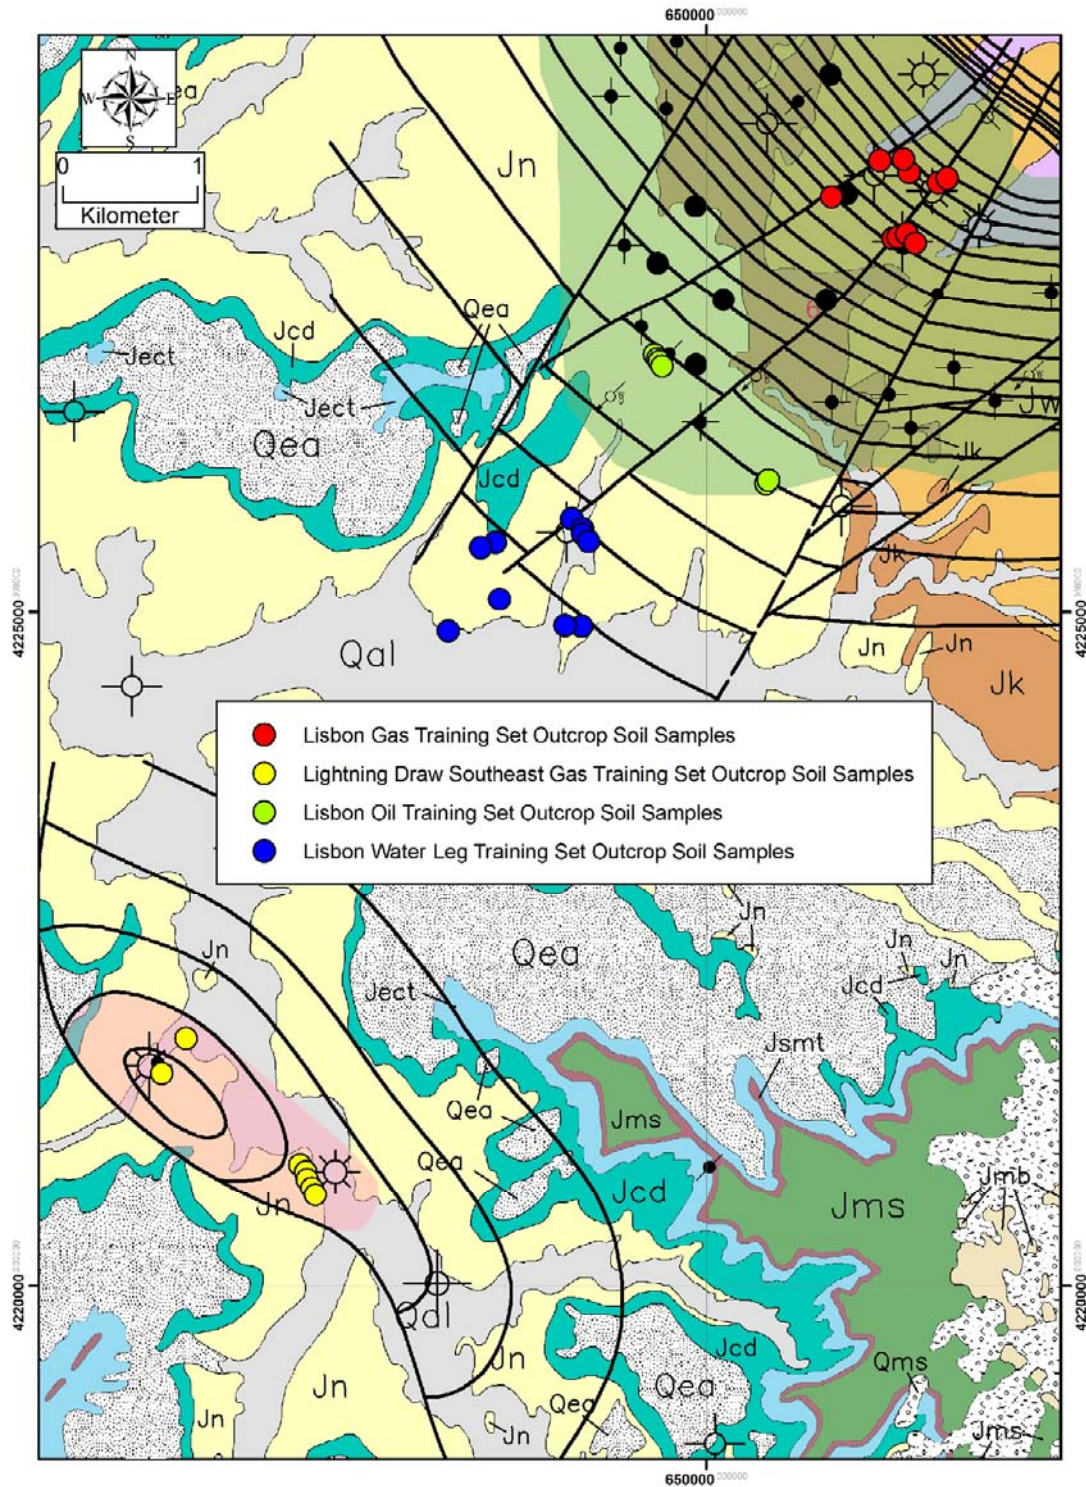 650000
N
W E
S
ea
0 1
Kilometer
Jn
Qea
Jcd
Ject
Ject
Qea
Jcd
6
Jw
Jk
Jk
4225000
4225000
Qal
Jn
Jn
Jk
Lisbon Gas Training Set Outcrop Soil Samples
Lightning Draw Southeast Gas Training Set Outcrop Soil Samples
Lisbon Oil Training Set Outcrop Soil Samples
Lisbon Water Leg Training Set Outcrop Soil Samples
Jn
Jn
Qea
Jn
Jn
Ject
Jcd
Jsmt
Qea
Jms
Qea
Jcd
Jmb
Jn
Jms
4220000
4220000
Qal
Jn
Jcd
Qms
Jn
Qea
Jn
Qea
Jn
Jms
650000